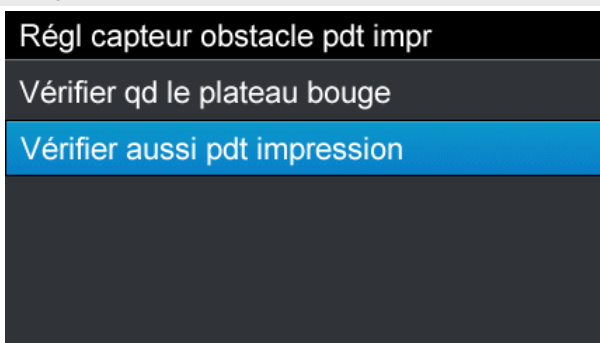 Régl capteur obstacle pdt impr
Vérifier qd le plateau bouge
Vérifier aussi pdt impression